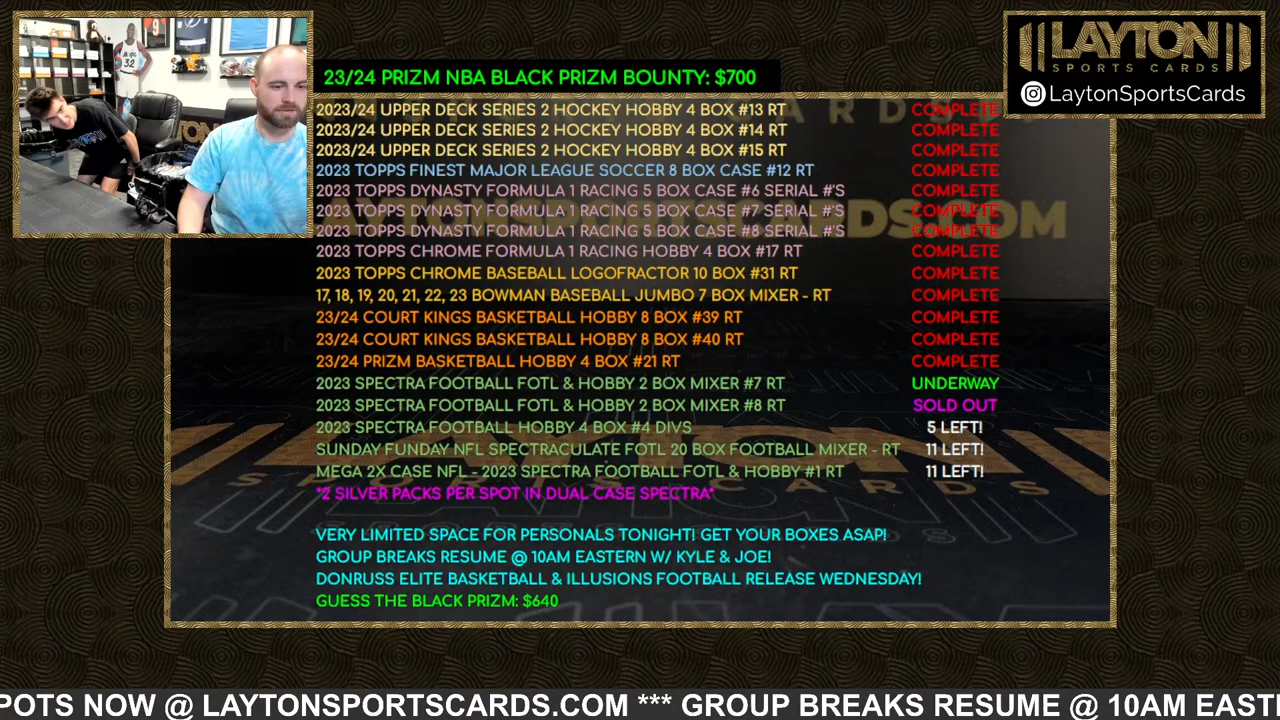 LAYTON
SPORTS CARDS
LaytonSportsCards
23/24 PRIZM NBA BLACK PRIZM BOUNTY: $700
2023/24 UPPER DECK SERIES 2 HOCKEY HOBBY 4 BOX #13 RT COMPLETE
2023/24 UPPER DECK SERIES 2 HOCKEY HOBBY 4 BOX #14 RT COMPLETE
2023/24 UPPER DECK SERIES 2 HOCKEY HOBBY 4 BOX #15 RT COMPLETE
2023 TOPPS FINEST MAJOR LEAGUE SOCCER 8 BOX CASE #12 RT COMPLETE
2023 TOPPS DYNASTY FORMULA 1 RACING 5 BOX CASE #6 SERIAL #'S COMPLETE
2023 TOPPS DYNASTY FORMULA 1 RACING 5 BOX CASE #7 SERIAL #'S COMPLETE
2023 TOPPS DYNASTY FORMULA 1 RACING 5 BOX CASE #8 SERIAL #'S COMPLETE
2023 TOPPS CHROME FORMULA 1 RACING HOBBY 4 BOX #17 RT COMPLETE
2023 TOPPS CHROME BASEBALL LOGOFRACTOR 10 BOX #31 RT COMPLETE
17, 18, 19, 20, 21, 22, 23 BOWMAN BASEBALL JUMBO 7 BOX MIXER - RT COMPLETE
23/24 COURT KINGS BASKETBALL HOBBY 8 BOX #39 RT COMPLETE
23/24 COURT KINGS BASKETBALL HOBBY 8 BOX #40 RT COMPLETE
23/24 PRIZM BASKETBALL HOBBY 4 BOX #21 RT COMPLETE
2023 SPECTRA FOOTBALL FOTL & HOBBY 2 BOX MIXER #7 RT UNDERWAY
2023 SPECTRA FOOTBALL FOTL & HOBBY 2 BOX MIXER #8 RT SOLD OUT
2023 SPECTRA FOOTBALL HOBBY 4 BOX #4 DIVS 5 LEFT!
SUNDAY FUNDAY NFL SPECTRACULATE FOTL 20 BOX FOOTBALL MIXER - RT 11 LEFT!
MEGA 2X CASE NFL - 2023 SPECTRA FOOTBALL FOTL & HOBBY #1 RT 11 LEFT!
*2 SILVER PACKS PER SPOT IN DUAL CASE SPECTRA*
VERY LIMITED SPACE FOR PERSONALS TONIGHT! GET YOUR BOXES ASAP!
GROUP BREAKS RESUME @ 10AM EASTERN W/ KYLE & JOE!
DONRUSS ELITE BASKETBALL & ILLUSIONS FOOTBALL RELEASE WEDNESDAY!
GUESS THE BLACK PRIZM: $640
POTS NOW @ LAYTONSPORTSCARDS.COM *** GROUP BREAKS RESUME @ 10AM EAST